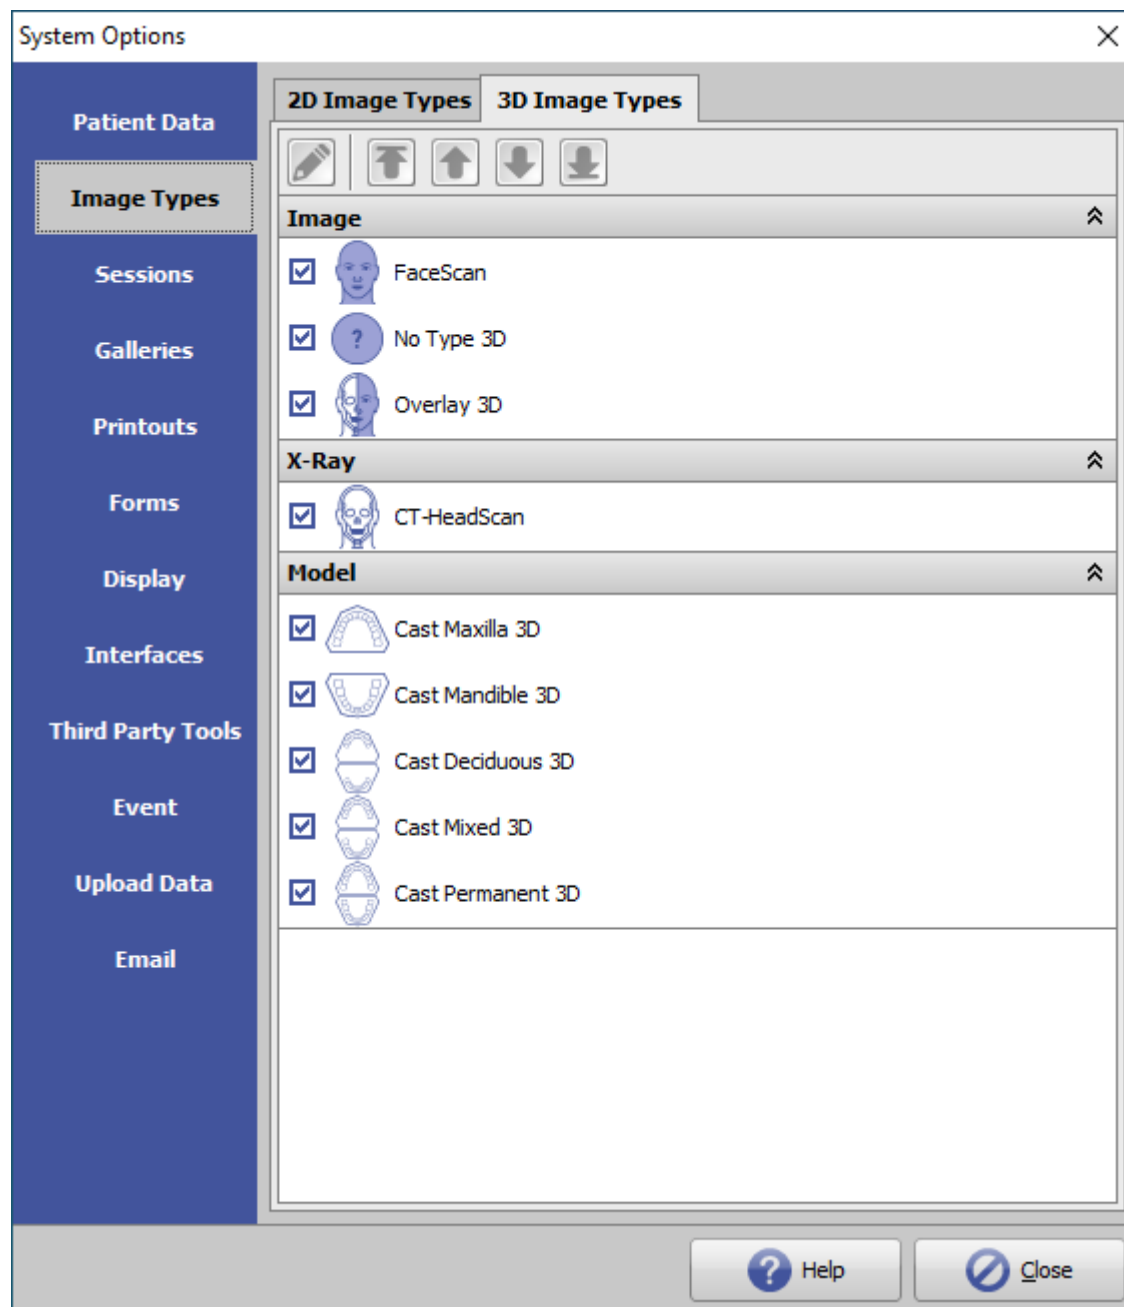 System Options
Patient Data
Image Types
Sessions
Galleries
Printouts
Forms
Display
Interfaces
Third Party Tools
Event
Upload Data
Email
2D Image Types
3D Image Types
Image
FaceScan
?
No Type 3D
Overlay 3D
X-Ray
CT-HeadScan
Model
Cast Maxilla 3D
Cast Mandible 3D
Cast Deciduous 3D
Cast Mixed 3D
Cast Permanent 3D
? Help
Close